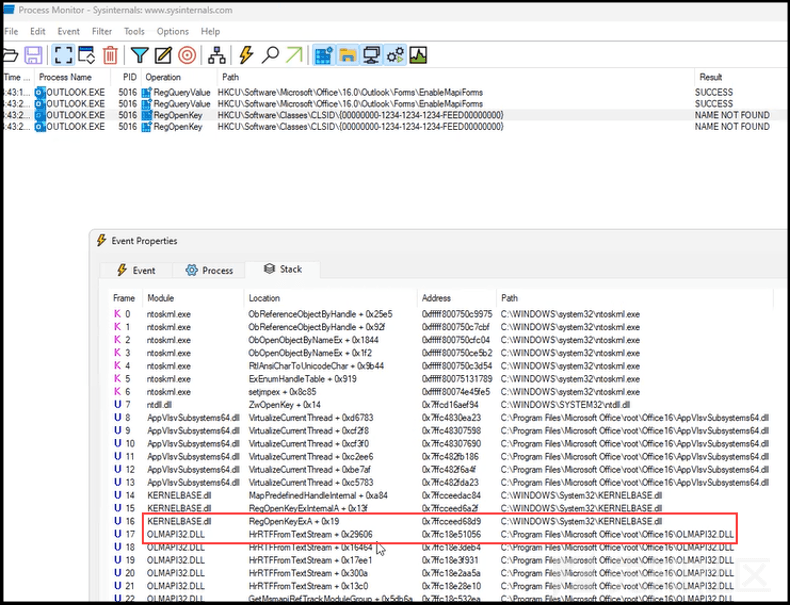 Process Monitor - Sysinternals: www.sysinternals.com
File Edit Event Filter Tools Options Help
Time ... Process Name PID Operation Path Result
:43:1... OUTLOOK.EXE 5016 RegQueryValue HKCU\Software\Microsoft\Office\16.0\Outlook\Forms\EnableMapiForms SUCCESS
:43:2... OUTLOOK.EXE 5016 RegQueryValue HKCU\Software\Microsoft\Office\16.0\Outlook\Forms\EnableMapiForms SUCCESS
:43:2... OUTLOOK.EXE 5016 RegOpenKey HKCU\Software\Classes\CLSID\{00000000-1234-1234-1234-FEED00000000} NAME NOT FOUND
:43:2... OUTLOOK.EXE 5016 RegOpenKey HKCU\Software\Classes\CLSID\{00000000-1234-1234-1234-FEED00000000} NAME NOT FOUND
Event Properties
Event Process Stack
Frame Module Location Address Path
K 0 ntoskrnl.exe ObReferenceObjectByHandle + 0x25e5 0xfffff800750c9975 C:\WINDOWS\system32\ntoskrnl.exe
K 1 ntoskrnl.exe ObReferenceObjectByHandle + 0x92f 0xfffff800750c7cbf C:\WINDOWS\system32\ntoskrnl.exe
K 2 ntoskrnl.exe ObOpenObjectByNameEx + 0x1844 0xfffff800750cfc04 C:\WINDOWS\system32\ntoskrnl.exe
K 3 ntoskrnl.exe ObOpenObjectByNameEx + 0x1f2 0xfffff800750ce5b2 C:\WINDOWS\system32\ntoskrnl.exe
K 4 ntoskrnl.exe RtlAnsiCharToUnicodeChar + 0x9b44 0xfffff800750c3d54 C:\WINDOWS\system32\ntoskrnl.exe
K 5 ntoskrnl.exe ExEnumHandleTable + 0x919 0xfffff80075131789 C:\WINDOWS\system32\ntoskrnl.exe
K 6 ntoskrnl.exe setjmpex + 0x8c85 0xfffff80074e45fe5 C:\WINDOWS\system32\ntoskrnl.exe
U 7 ntdll.dll ZwOpenKey + 0x14 0x7ffcd16aef94 C:\WINDOWS\SYSTEM32\ntdll.dll
U 8 AppVIsvSubsystems64.dll VirtualizeCurrentThread + 0xd6783 0x7ffc4830ea23 C:\Program Files\Microsoft Office\root\Office16\AppVIsvSubsystems64.dll
U 9 AppVIsvSubsystems64.dll VirtualizeCurrentThread + 0xcf2f8 0x7ffc48307598 C:\Program Files\Microsoft Office\root\Office16\AppVIsvSubsystems64.dll
U 10 AppVIsvSubsystems64.dll VirtualizeCurrentThread + 0xcf3f0 0x7ffc48307690 C:\Program Files\Microsoft Office\root\Office16\AppVIsvSubsystems64.dll
U 11 AppVIsvSubsystems64.dll VirtualizeCurrentThread + 0xc2ee6 0x7ffc482fb186 C:\Program Files\Microsoft Office\root\Office16\AppVIsvSubsystems64.dll
U 12 AppVIsvSubsystems64.dll VirtualizeCurrentThread + 0xbe7af 0x7ffc482f6a4f C:\Program Files\Microsoft Office\root\Office16\AppVIsvSubsystems64.dll
U 13 AppVIsvSubsystems64.dll VirtualizeCurrentThread + 0xc5783 0x7ffc482fda23 C:\Program Files\Microsoft Office\root\Office16\AppVIsvSubsystems64.dll
U 14 KERNELBASE.dll MapPredefinedHandleInternal + 0xa84 0x7ffcceedac84 C:\WINDOWS\System32\KERNELBASE.dll
U 15 KERNELBASE.dll RegOpenKeyExInternalA + 0x13f 0x7ffcceed6a2f C:\WINDOWS\System32\KERNELBASE.dll
U 16 KERNELBASE.dll RegOpenKeyExA + 0x19 0x7ffcceed68d9 C:\WINDOWS\System32\KERNELBASE.dll
U 17 OLMAPI32.DLL HrRTFFromTextStream + 0x29606 0x7ffc18e51056 C:\Program Files\Microsoft Office\root\Office16\OLMAPI32.DLL
U 18 OLMAPI32.DLL HrRTFFromTextStream + 0x16464 0x7ffc18e3deb4 C:\Program Files\Microsoft Office\root\Office16\OLMAPI32.DLL
U 19 OLMAPI32.DLL HrRTFFromTextStream + 0x17ee1 0x7ffc18e3f931 C:\Program Files\Microsoft Office\root\Office16\OLMAPI32.DLL
U 20 OLMAPI32.DLL HrRTFFromTextStream + 0x300a 0x7ffc18e2aa5a C:\Program Files\Microsoft Office\root\Office16\OLMAPI32.DLL
U 21 OLMAPI32.DLL HrRTFFromTextStream + 0x13c0 0x7ffc18e28e10 C:\Program Files\Microsoft Office\root\Office16\OLMAPI32.DLL
U 22 OLMAPI32.DLL GetMsmapiRefTrackModuleGroup + 0x5db6a 0x7ffc18c532ea C:\Program Files\Microsoft Office\root\Office16\OLMAPI32.DLL